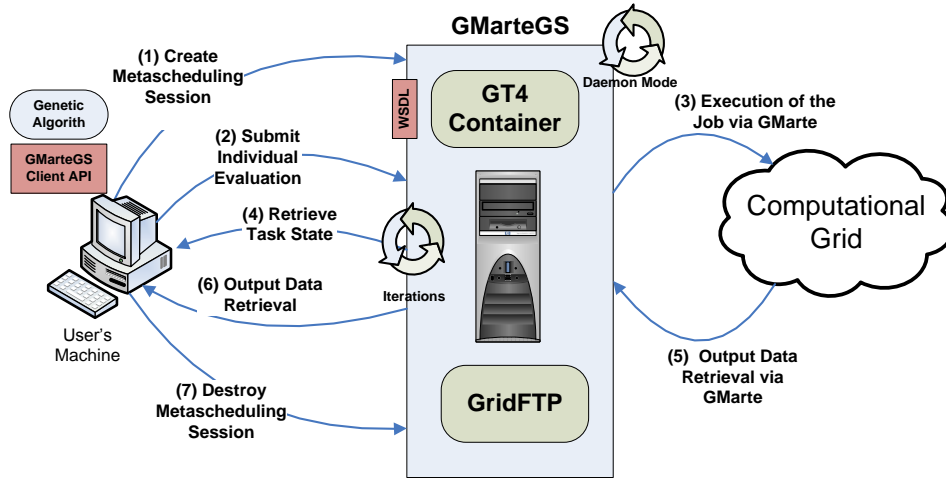 GMarteGS
(1) Create
Metascheduling
Session
Daemon Mode
Genetic
Algorith
GMarteGS
Client API
WSDL
GT4
Container
(3) Execution of the
Job via GMarte
(2) Submit
Individual
Evaluation
(4) Retrieve
Task State
Computational
Grid
(6) Output Data
Retrieval
Iterations
User's
Machine
(5) Output Data
Retrieval via
GMarte
(7) Destroy
Metascheduling
Session
GridFTP